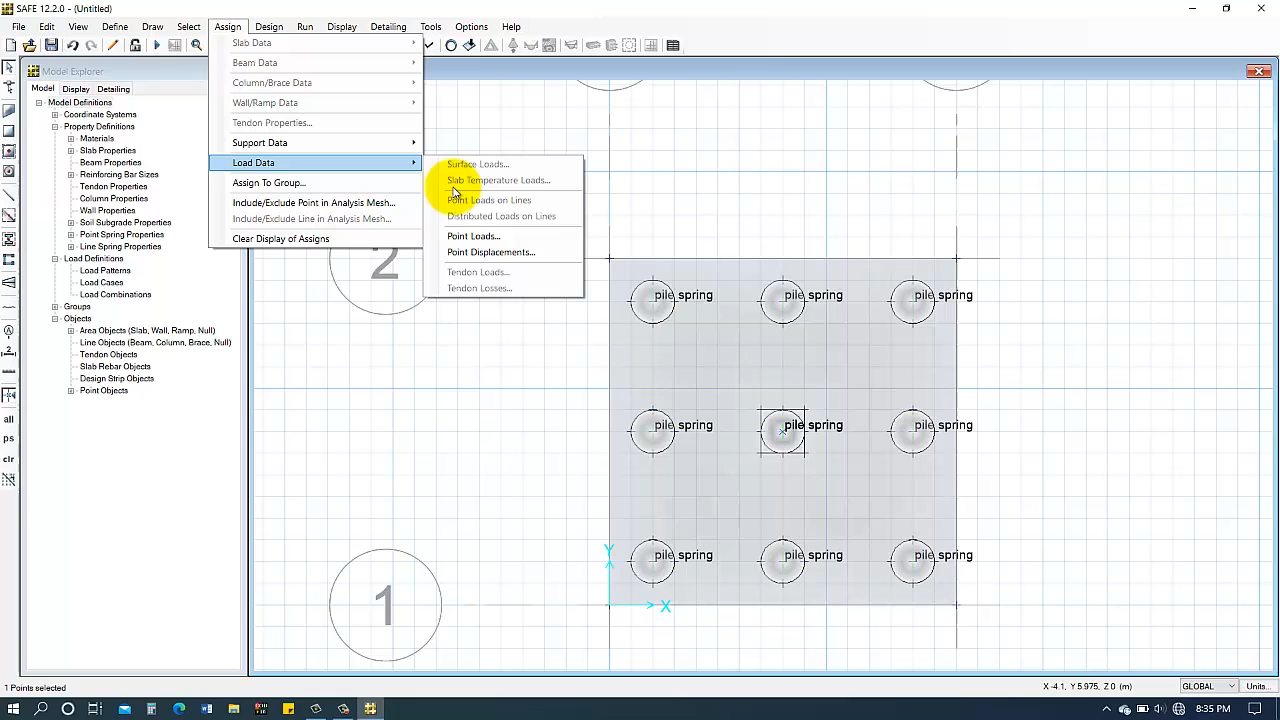 SAFE 12.2.0 - (Untitled)
File Edit View Define Draw Select Assign Design Run Display Detailing Tools Options Help
Model Explorer
Model Display Detailing
Model Definitions
Coordinate Systems
Property Definitions
Materials
Slab Properties
Beam Properties
Reinforcing Bar Sizes
Tendon Properties
Column Properties
Wall Properties
Soil Subgrade Properties
Point Spring Properties
Line Spring Properties
Load Definitions
Load Patterns
Load Cases
Load Combinations
Groups
Objects
Area Objects (Slab, Wall, Ramp, Null)
Line Objects (Beam, Column, Brace, Null)
Tendon Objects
Slab Rebar Objects
Design Strip Objects
Point Objects
all
ps
clr
Slab Data
Beam Data
Column/Brace Data
Wall/Ramp Data
Tendon Properties...
Support Data
Load Data
Assign To Group...
Include/Exclude Point in Analysis Mesh...
Include/Exclude Line in Analysis Mesh...
Clear Display of Assigns
Surface Loads...
Slab Temperature Loads...
Point Loads on Lines
Distributed Loads on Lines
Point Loads...
Point Displacements...
Tendon Loads...
Tendon Losses...
2
pile spring pile spring pile spring
pile spring pile spring pile spring
pile spring pile spring pile spring
1
Y
X
1 Points selected
X -4.1, Y 5.975, Z 0 (m)
GLOBAL
Units...
8:35 PM